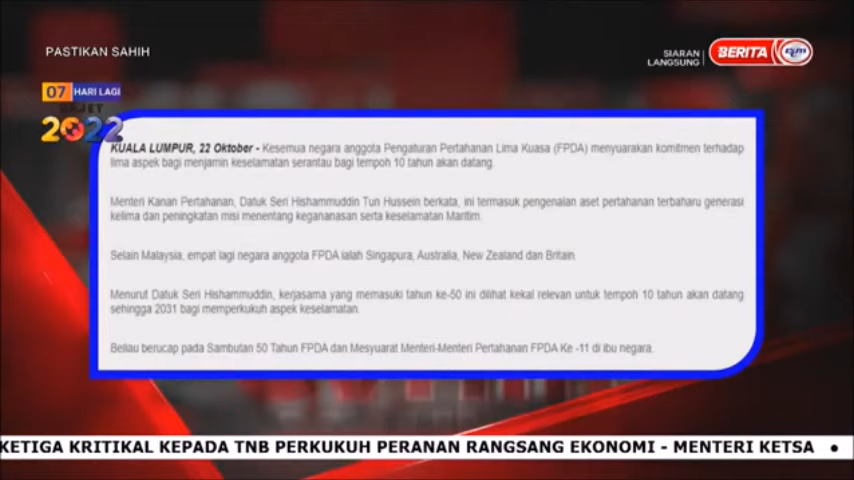 PASTIKAN SAHIH
SIARAN
LANGSUNG
BERITA
07 HARI LAGI
2022
KUALA LUMPUR, 22 Oktober - Kesemua negara anggota Pengaturan Pertahanan Lima Kuasa (FPDA) menyuarakan komitmen terhadap
lima aspek bagi menjamin keselamatan serantau bagi tempoh 10 tahun akan datang.
Menteri Kanan Pertahanan, Datuk Seri Hishammuddin Tun Hussein berkata, ini termasuk pengenalan aset pertahanan terbaharu generasi
kelima dan peningkatan misi menentang kegananasan serta keselamatan Maritim.
Selain Malaysia, empat lagi negara anggota FPDA ialah Singapura, Australia, New Zealand dan Britain.
Menurut Datuk Seri Hishammuddin, kerjasama yang memasuki tahun ke-50 ini dilihat kekal relevan untuk tempoh 10 tahun akan datang
sehingga 2031 bagi memperkukuh aspek keselamatan.
Beliau berucap pada Sambutan 50 Tahun FPDA dan Mesyuarat Menteri-Menteri Pertahanan FPDA Ke -11 di ibu negara.
KETIGA KRITIKAL KEPADA TNB PERKUKUH PERANAN RANGSANG EKONOMI - MENTERI KETSA •